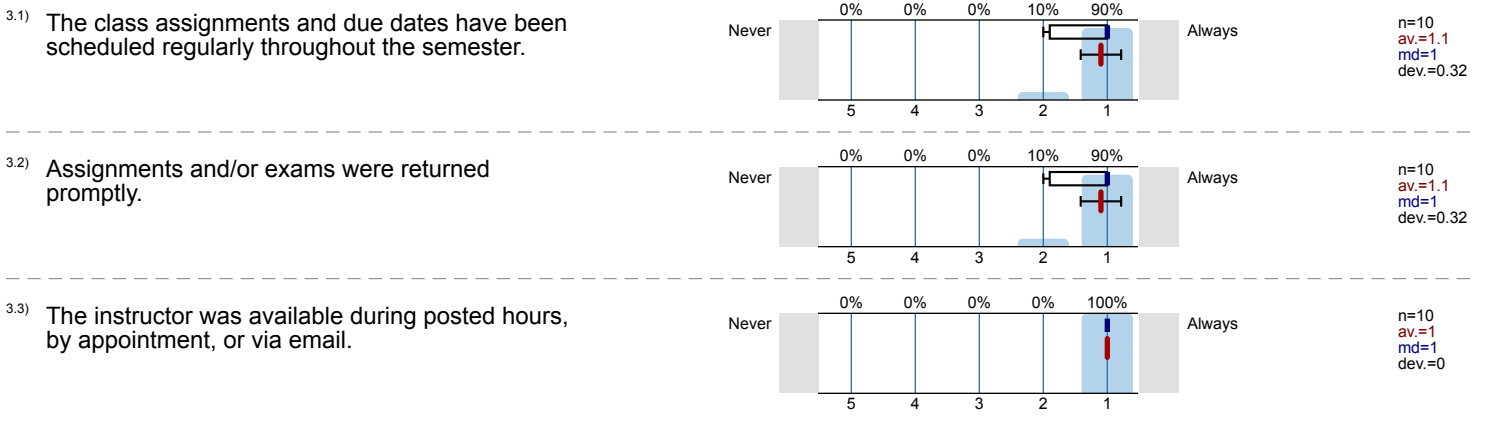 3.1) The class assignments and due dates have been
scheduled regularly throughout the semester.
0% 0% 0% 10% 90%
Never Always
5 4 3 2 1
n=10
av.=1.1
md=1
dev.=0.32
3.2) Assignments and/or exams were returned
promptly.
0% 0% 0% 10% 90%
Never Always
5 4 3 2 1
n=10
av.=1.1
md=1
dev.=0.32
3.3) The instructor was available during posted hours,
by appointment, or via email.
0% 0% 0% 0% 100%
Never Always
5 4 3 2 1
n=10
av.=1
md=1
dev.=0